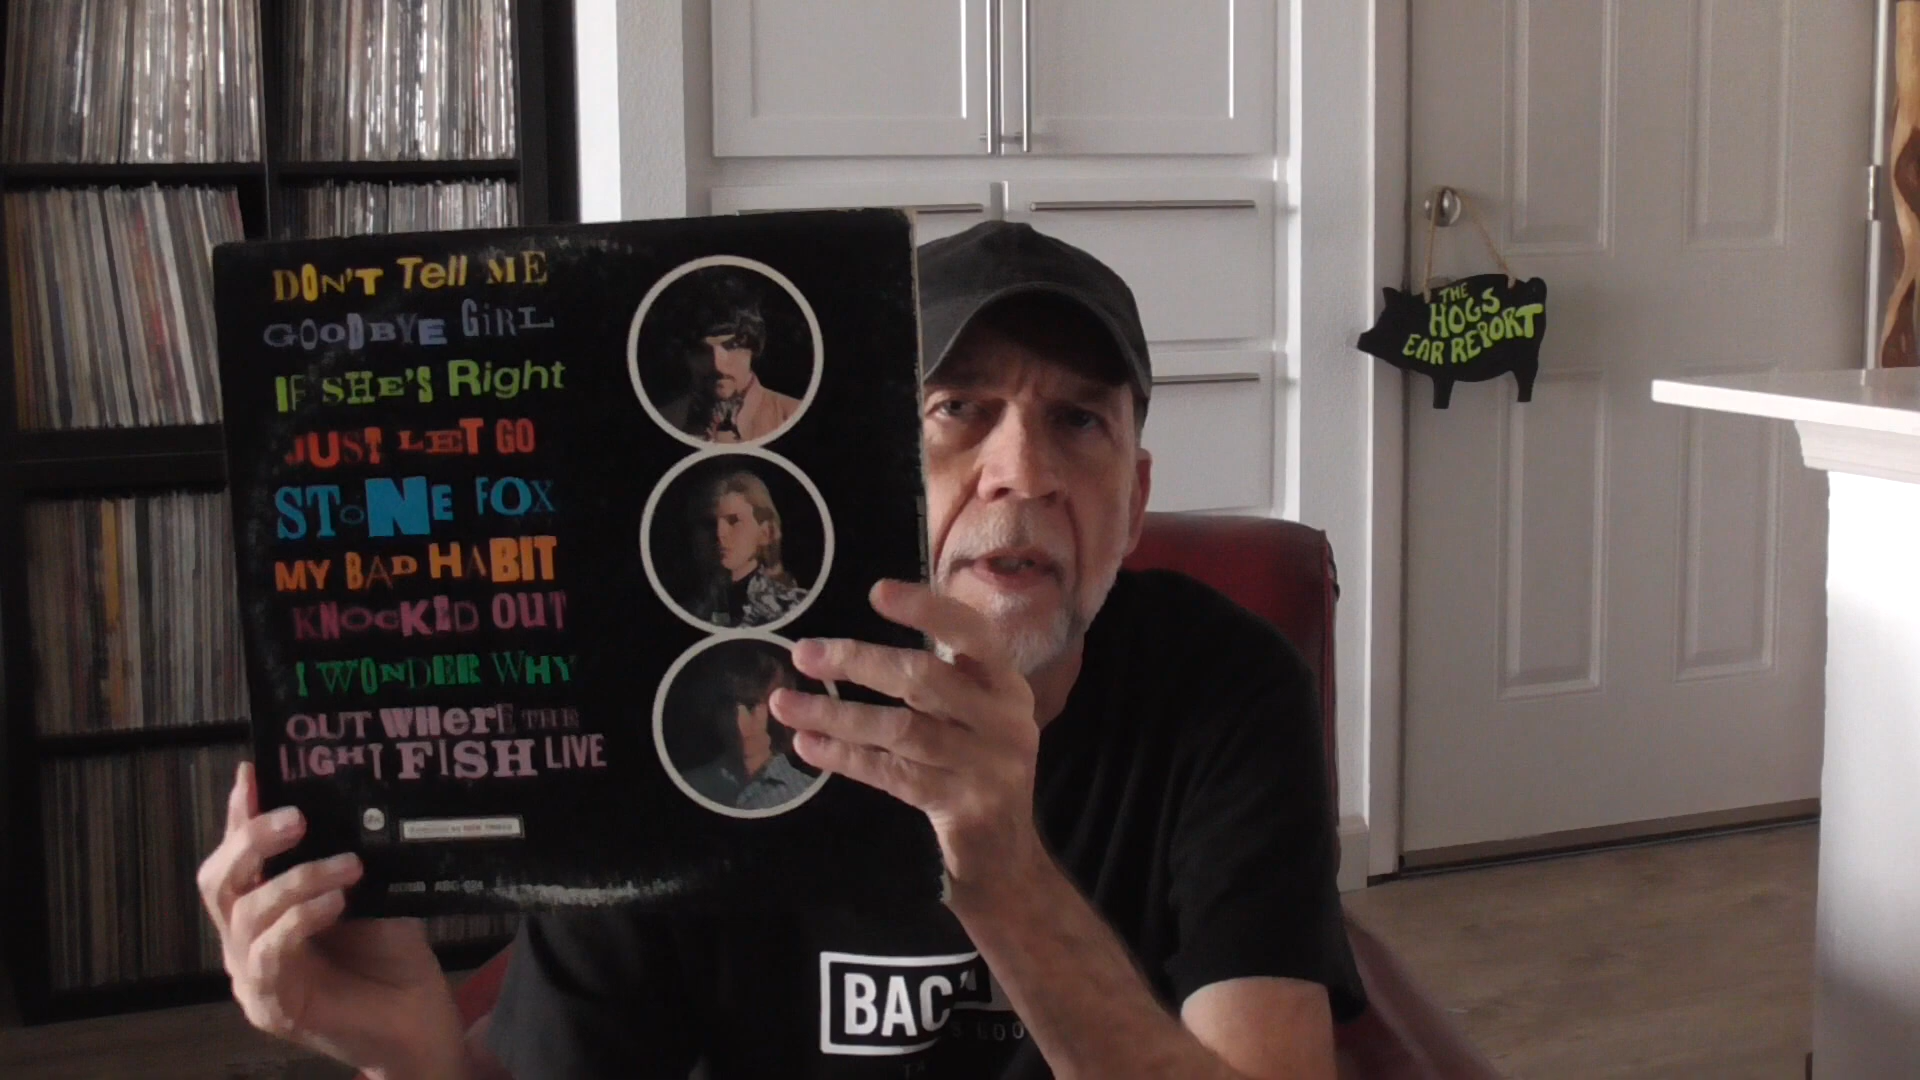 DON'T Tell ME
GOODBYE GiRL
IF SHE'S Right
JUST LET GO
STONE FOX
MY BAD HABIT
KNOCKED OUT
I WONDER WHY
OUT WHERE THE
LIGHT FISH LIVE
abc
THE
HOGS
EAR REPORT
BAC